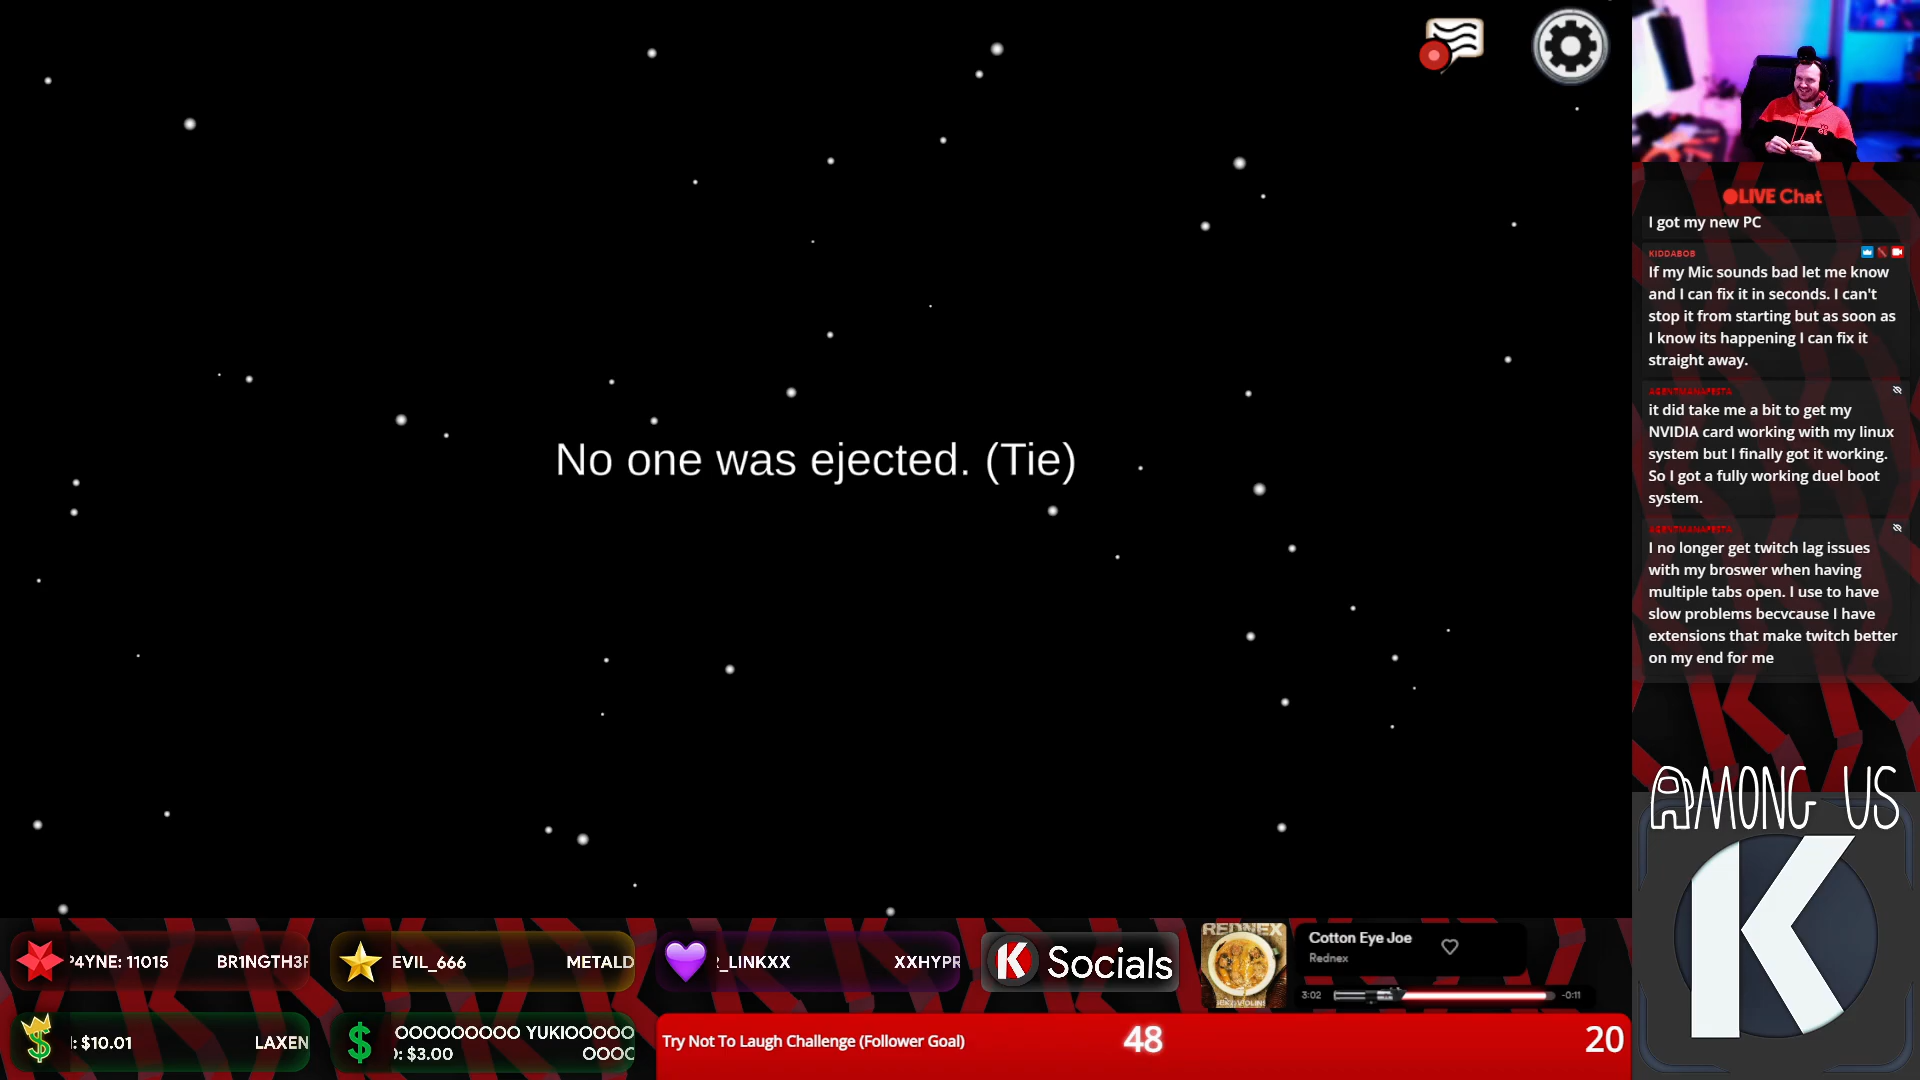 No one was ejected. (Tie)
LIVE Chat
I got my new PC
KIDDABOB
If my Mic sounds bad let me know
and I can fix it in seconds. I can't
stop it from starting but as soon as
I know its happening I can fix it
straight away.
AGENTMANAFESTA
it did take me a bit to get my
NVIDIA card working with my linux
system but I finally got it working.
So I got a fully working duel boot
system.
AGENTMANAFESTA
I no longer get twitch lag issues
with my broswer when having
multiple tabs open. I use to have
slow problems becvcause I have
extensions that make twitch better
on my end for me
AMONG US
K
P4YNE: 11015 BR1NGTH3F
EVIL_666 METALD
_LINKXX XXHYPR
K Socials
REDNEX
Cotton Eye Joe
Rednex
3:02 -0:11
: $10.01 LAXEN
OOOOOOOOO YUKIOOOOO
: $3.00 OOOC
Try Not To Laugh Challenge (Follower Goal) 48 20